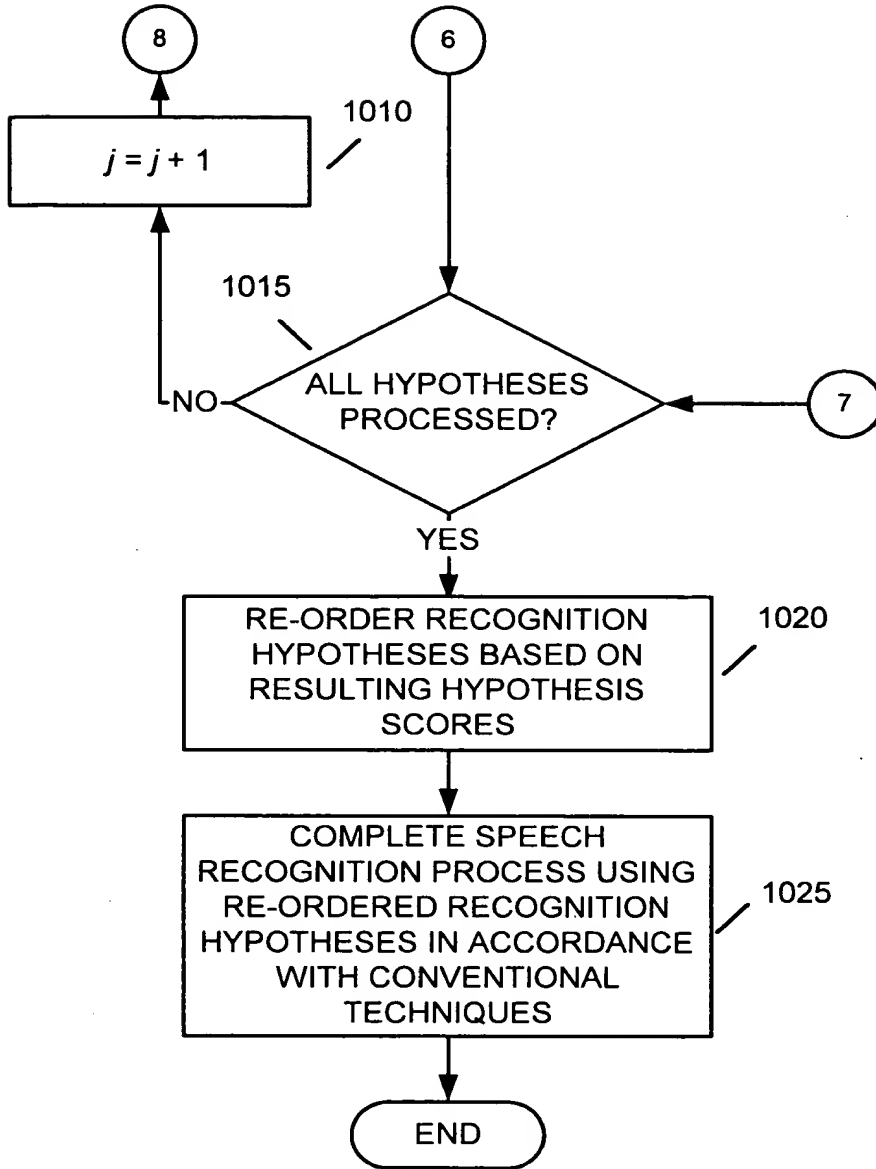 8
6
1010
j = j + 1
1015
ALL HYPOTHESES
PROCESSED?
NO
7
YES
RE-ORDER RECOGNITION
HYPOTHESES BASED ON
RESULTING HYPOTHESIS
SCORES
1020
COMPLETE SPEECH
RECOGNITION PROCESS USING
RE-ORDERED RECOGNITION
HYPOTHESES IN ACCORDANCE
WITH CONVENTIONAL
TECHNIQUES
1025
END